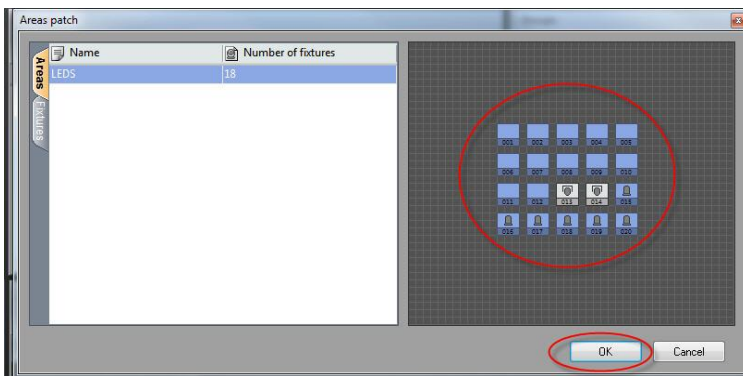 Areas patch
Name Number of fixtures
Areas
LEDS 18
Fixtures
001 002 003 004 005
006 007 008 009 010
011 012 013 014 015
016 017 018 019 020
OK Cancel